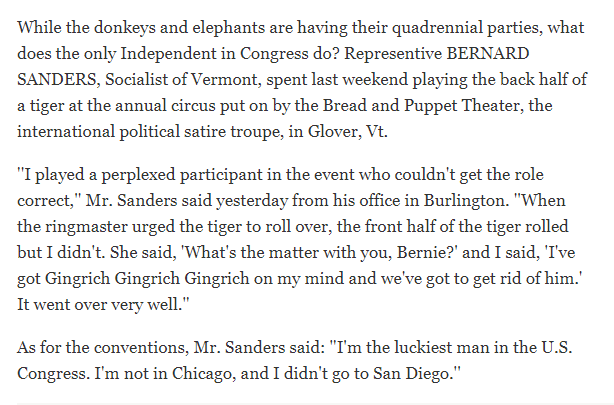 While the donkeys and elephants are having their quadrennial parties, what
does the only Independent in Congress do? Representive BERNARD
SANDERS, Socialist of Vermont, spent last weekend playing the back half of
a tiger at the annual circus put on by the Bread and Puppet Theater, the
international political satire troupe, in Glover, Vt.
"I played a perplexed participant in the event who couldn't get the role
correct," Mr. Sanders said yesterday from his office in Burlington. "When
the ringmaster urged the tiger to roll over, the front half of the tiger rolled
but I didn't. She said, 'What's the matter with you, Bernie?' and I said, 'I've
got Gingrich Gingrich Gingrich on my mind and we've got to get rid of him.'
It went over very well."
As for the conventions, Mr. Sanders said: "I'm the luckiest man in the U.S.
Congress. I'm not in Chicago, and I didn't go to San Diego."